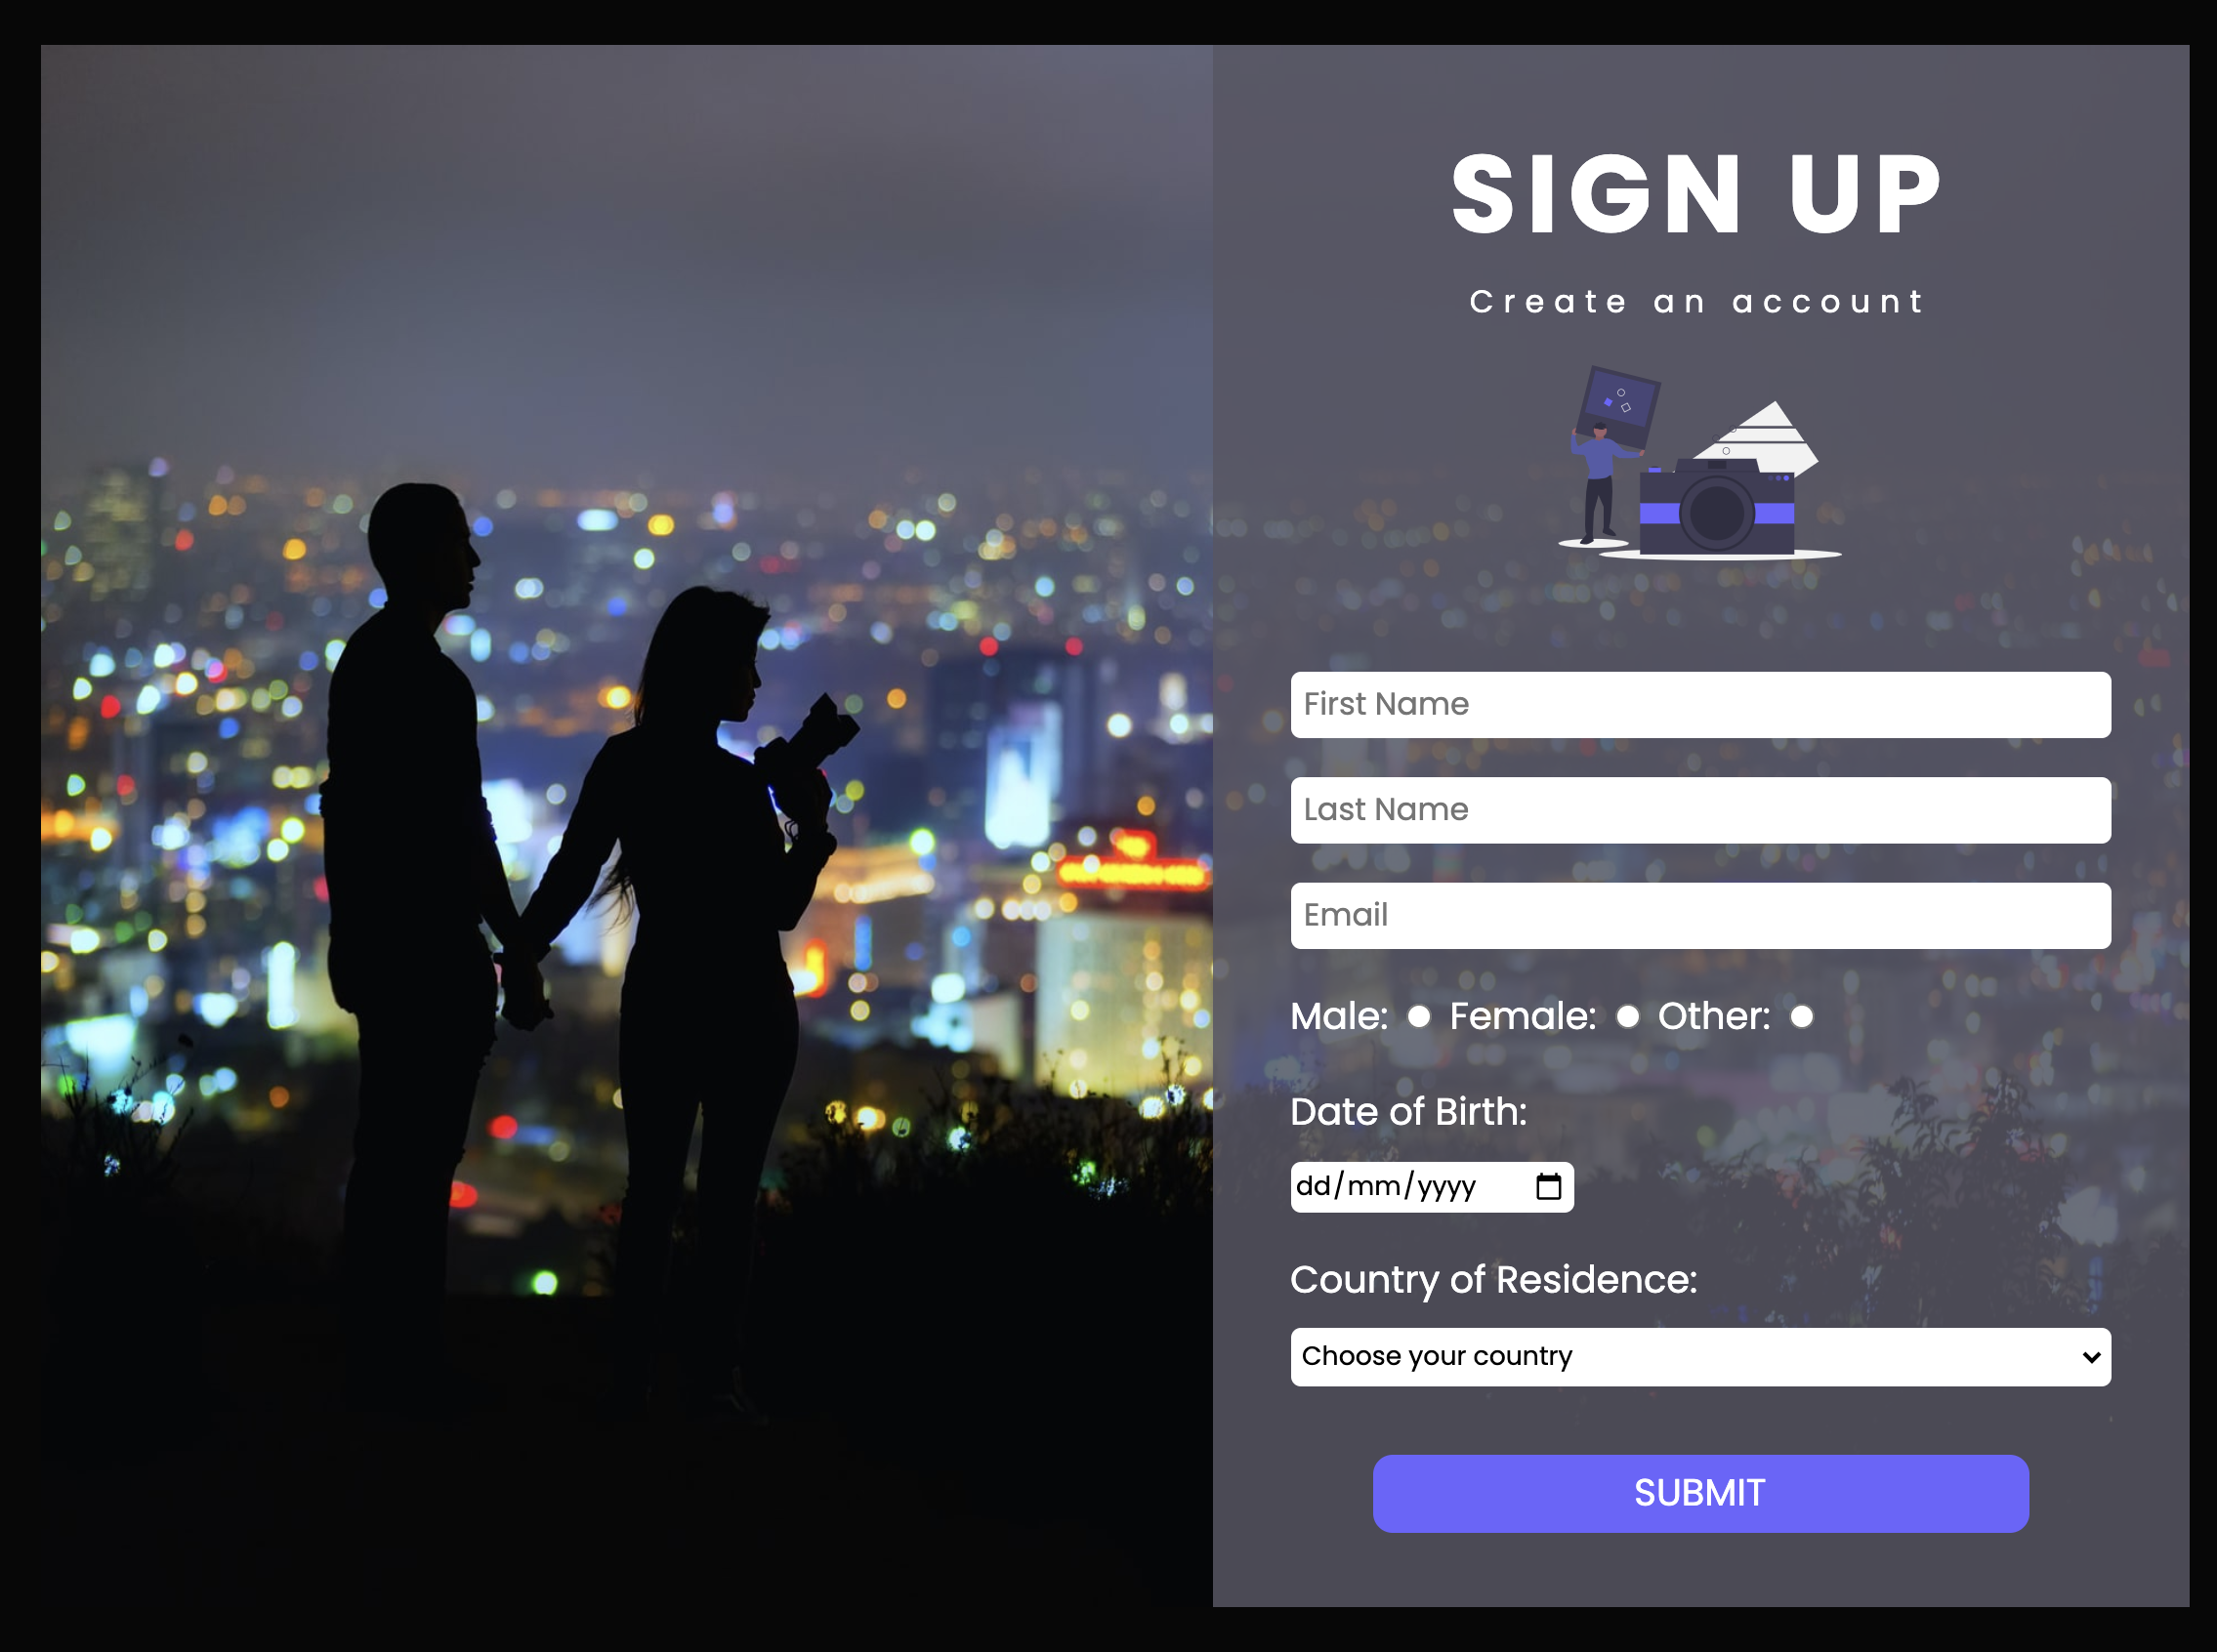 SIGN UP
Create an account
First Name
Last Name
Email
Male: Female: Other:
Date of Birth:
dd/mm/yyyy
Country of Residence:
Choose your country
SUBMIT